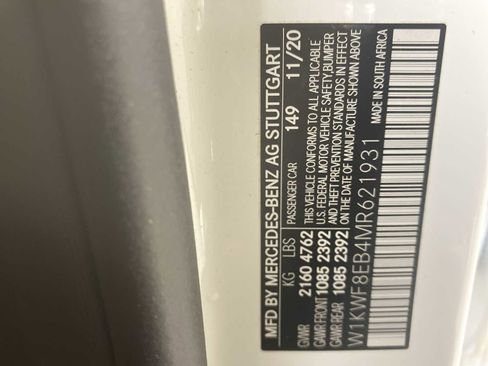 MFD BY MERCEDES-BENZ AG STUTTGART
KG LBS PASSENGER CAR 149 11/20
GVWR 2160 4762 THIS VEHICLE CONFORMS TO ALL APPLICABLE
GAWR FRONT 1085 2392 U.S. FEDERAL MOTOR VEHICLE SAFETY,BUMPER
GAWR REAR 1085 2392 AND THEFT PREVENTION STANDARDS IN EFFECT
ON THE DATE OF MANUFACTURE SHOWN ABOVE
MADE IN SOUTH AFRICA
W1KWF8EB4MR621931